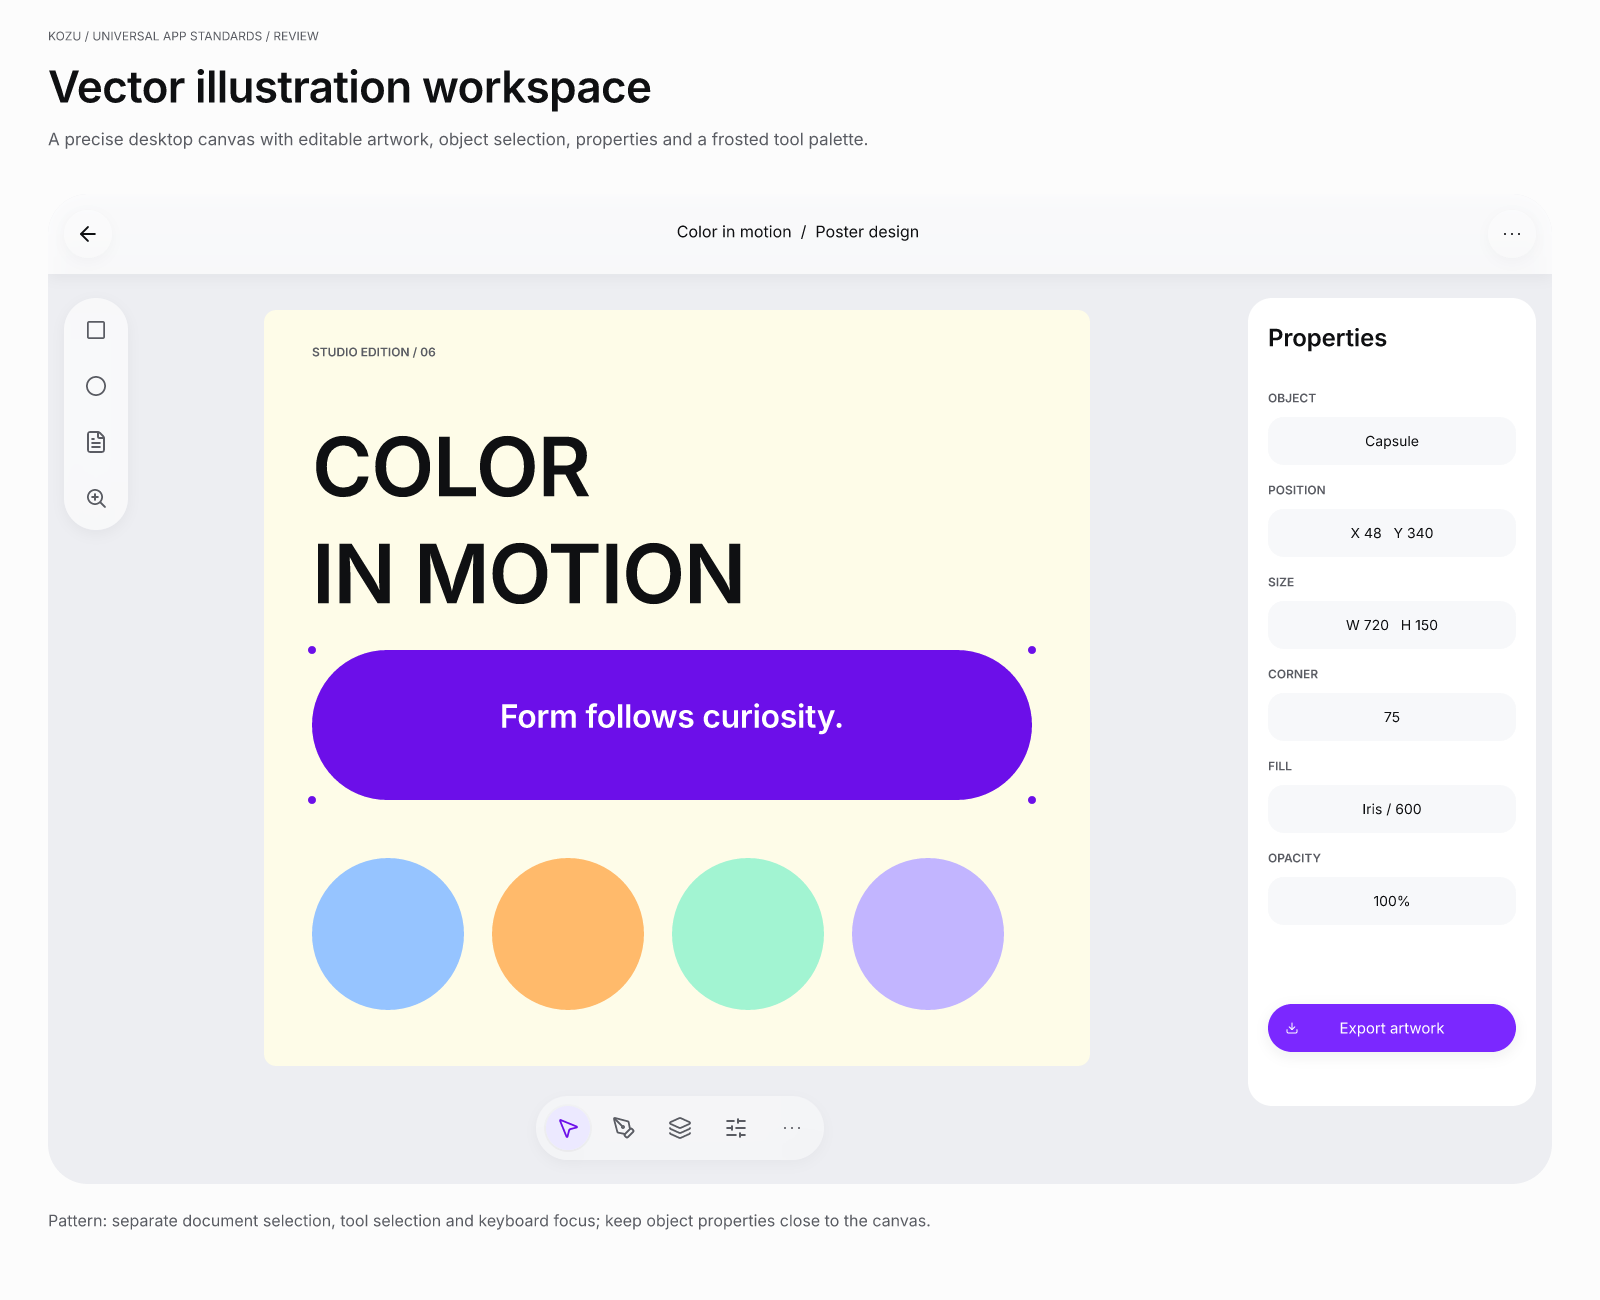 KOZU / UNIVERSAL APP STANDARDS / REVIEW
Vector illustration workspace
A precise desktop canvas with editable artwork, object selection, properties and a frosted tool palette.
Color in motion / Poster design
STUDIO EDITION / 06
COLOR
IN MOTION
Form follows curiosity.
Properties
OBJECT
Capsule
POSITION
X 48 Y 340
SIZE
W 720 H 150
CORNER
75
FILL
Iris / 600
OPACITY
100%
Export artwork
Pattern: separate document selection, tool selection and keyboard focus; keep object properties close to the canvas.